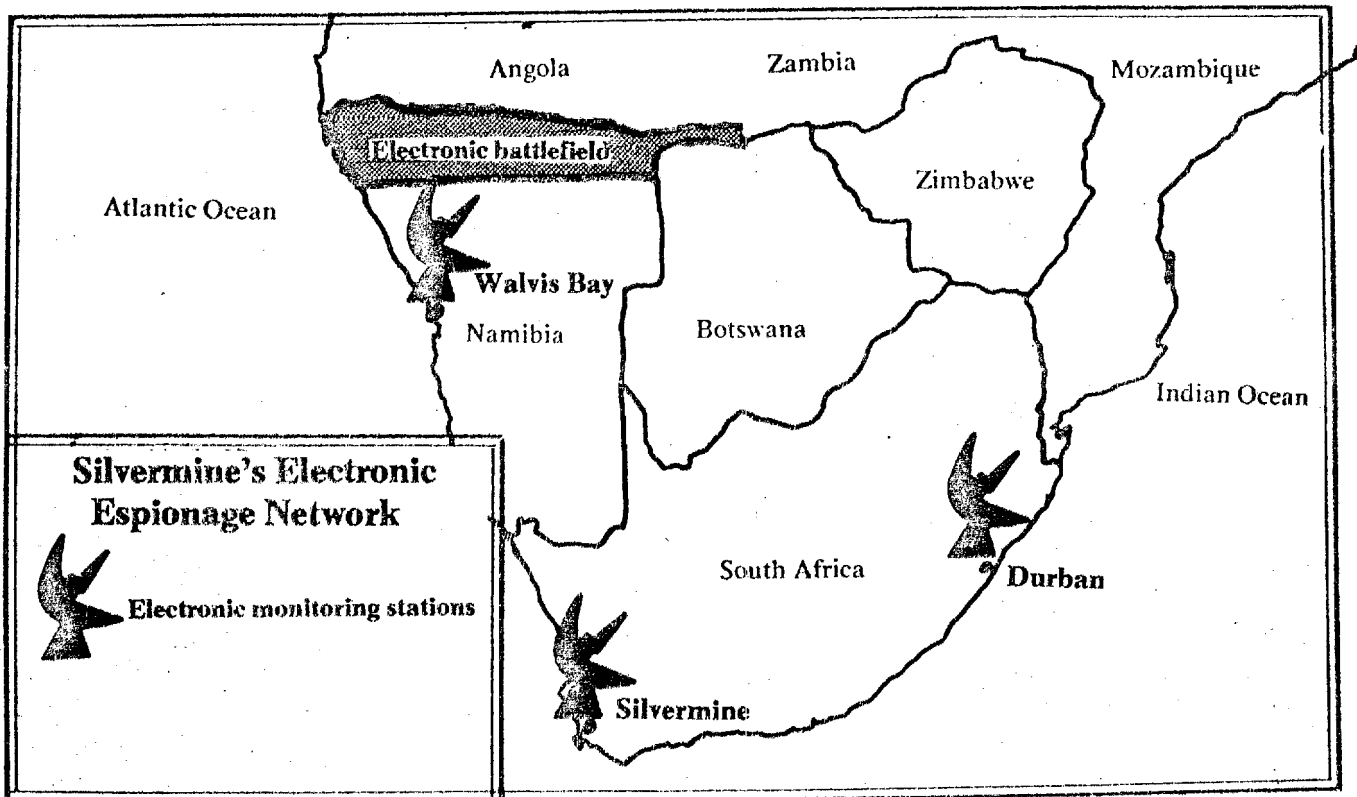 Angola
Zambia
Mozambique
Electronic battlefield
Zimbabwe
Atlantic Ocean
Walvis Bay
Namibia
Botswana
Indian Ocean
Silvermine's Electronic
Espionage Network
Electronic monitoring stations
South Africa
Durban
Silvermine